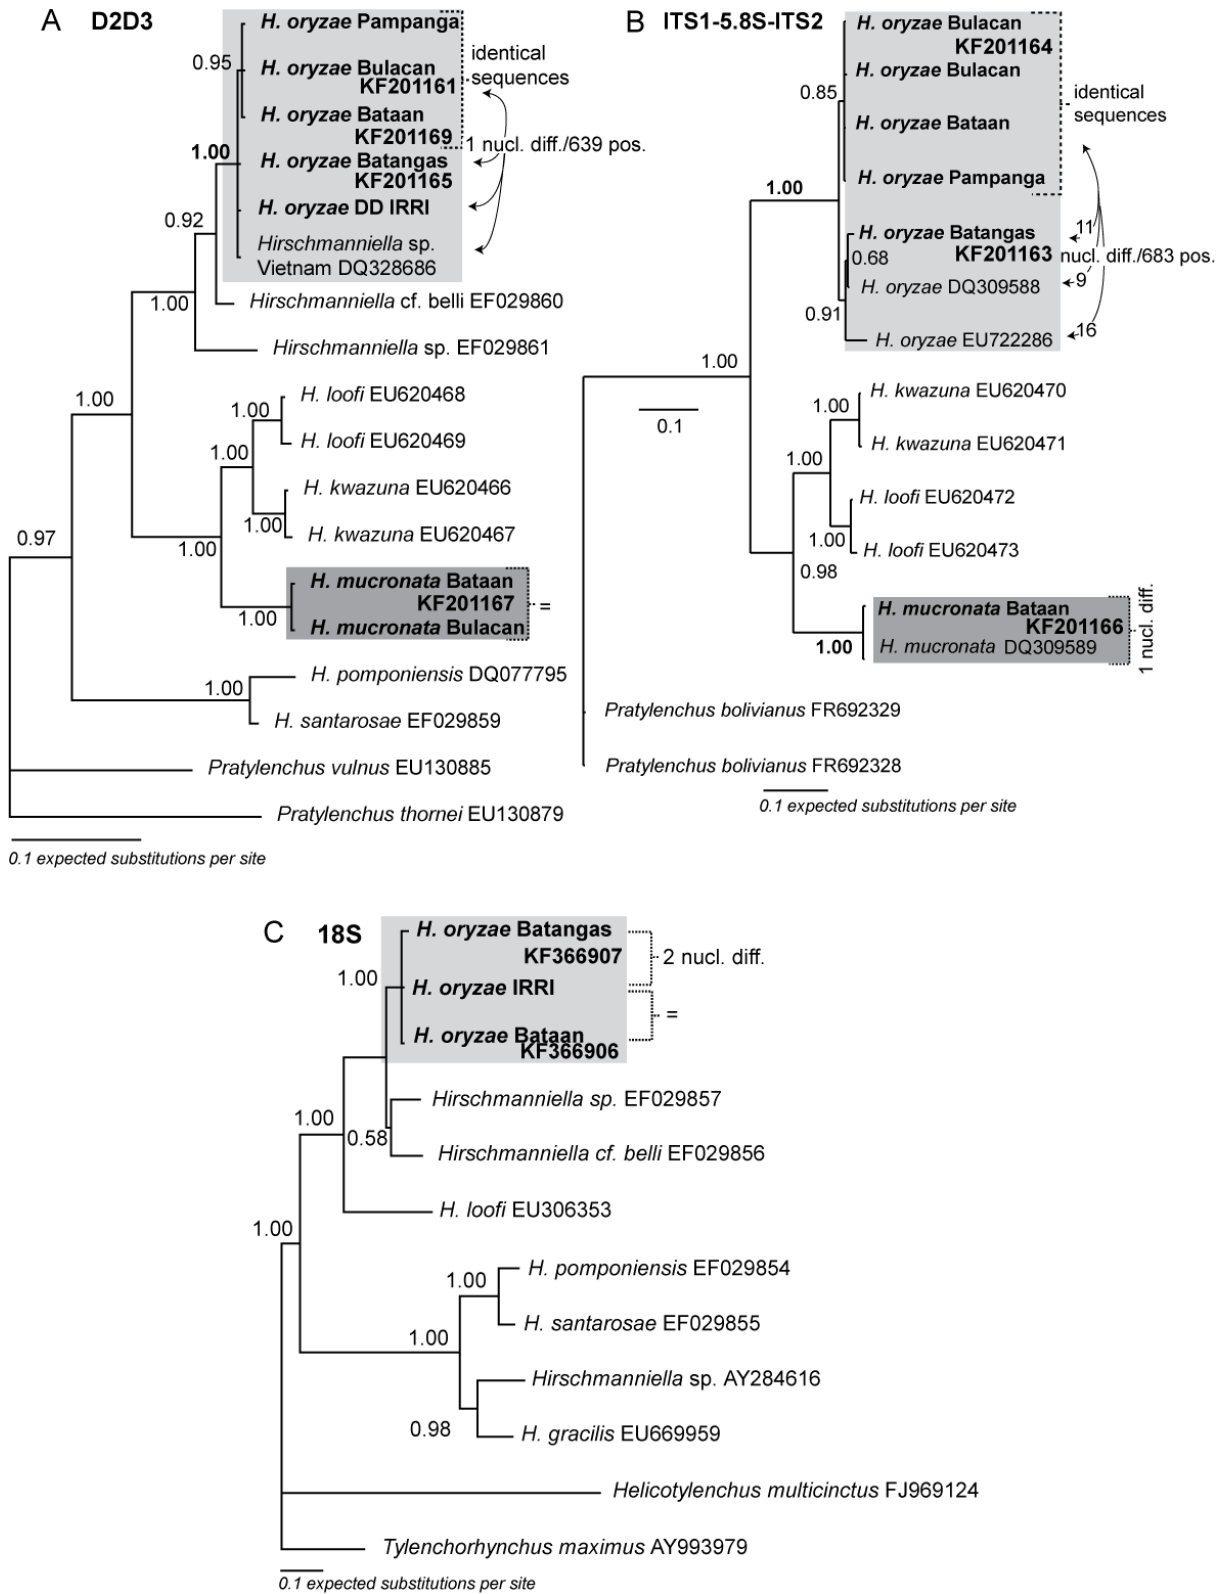 A D2D3
H. oryzae Pampanga
0.95
identical
sequences
H. oryzae Bulacan
KF201161
H. oryzae Bataan
KF201169
1 nucl. diff./639 pos.
1.00
H. oryzae Batangas
KF201165
H. oryzae DD IRRI
0.92
Hirschmanniella sp.
Vietnam DQ328686
1.00
Hirschmanniella cf. belli EF029860
Hirschmanniella sp. EF029861
1.00
H. loofi EU620468
1.00
H. loofi EU620469
1.00
H. kwazuna EU620466
1.00
H. kwazuna EU620467
0.97
1.00
H. mucronata Bataan
KF201167
=
1.00
H. mucronata Bulacan
H. pomponiensis DQ077795
1.00
H. santarosae EF029859
Pratylenchus vulnus EU130885
Pratylenchus thornei EU130879
0.1 expected substitutions per site
B ITS1-5.8S-ITS2
H. oryzae Bulacan
KF201164
H. oryzae Bulacan
0.85
identical
sequences
H. oryzae Bataan
H. oryzae Pampanga
1.00
H. oryzae Batangas
11
KF201163
nucl. diff./683 pos.
0.68
H. oryzae DQ309588
9
0.91
H. oryzae EU722286
16
1.00
0.1
H. kwazuna EU620470
1.00
H. kwazuna EU620471
1.00
H. loofi EU620472
1.00
H. loofi EU620473
0.98
H. mucronata Bataan
KF201166
1.00
H. mucronata DQ309589
1 nucl. diff.
Pratylenchus bolivianus FR692329
Pratylenchus bolivianus FR692328
0.1 expected substitutions per site
C 18S
H. oryzae Batangas
KF366907
2 nucl. diff.
1.00
H. oryzae IRRI
=
H. oryzae Bataan
KF366906
Hirschmanniella sp. EF029857
1.00
0.58
Hirschmanniella cf. belli EF029856
H. loofi EU306353
1.00
H. pomponiensis EF029854
1.00
H. santarosae EF029855
1.00
Hirschmanniella sp. AY284616
0.98
H. gracilis EU669959
Helicotylenchus multicinctus FJ969124
Tylenchorhynchus maximus AY993979
0.1 expected substitutions per site